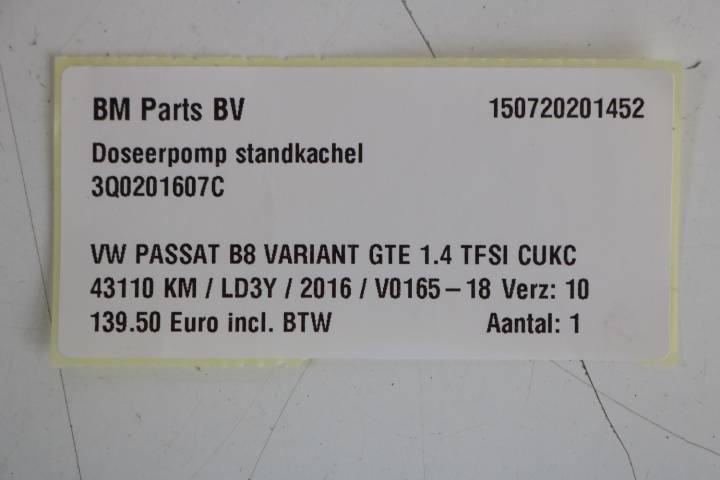 BM Parts BV 150720201452
Doseerpomp standkachel
3Q0201607C
VW PASSAT B8 VARIANT GTE 1.4 TFSI CUKC
43110 KM / LD3Y / 2016 / V0165-18 Verz: 10
139.50 Euro incl. BTW Aantal: 1